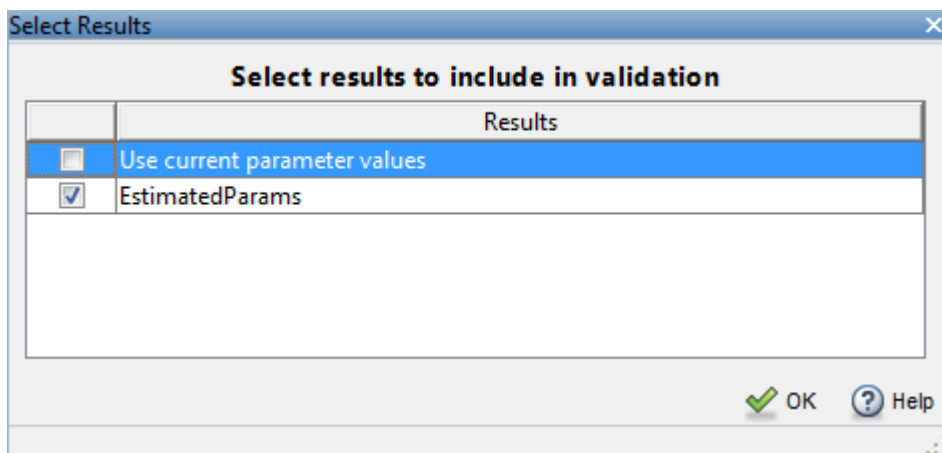 Select Results
Select results to include in validation
Results
Use current parameter values
EstimatedParams
OK Help